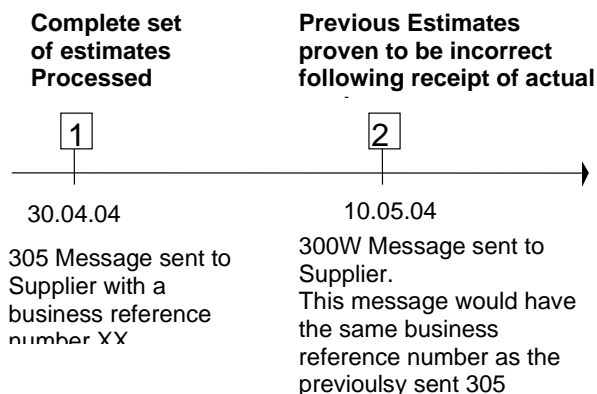 Complete set
of estimates
Processed
Previous Estimates
proven to be incorrect
following receipt of actual
1
2
30.04.04
10.05.04
305 Message sent to
Supplier with a
business reference
number XX
300W Message sent to
Supplier.
This message would have
the same business
reference number as the
previoulsy sent 305